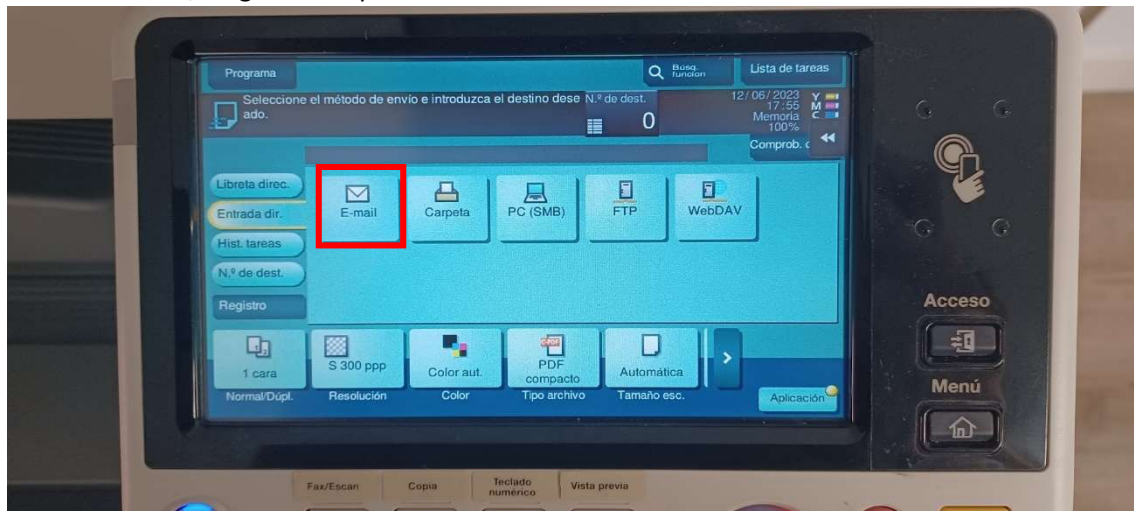 Programa
Búsq.
función
Lista de tareas
Seleccione el método de envío e introduzca el destino dese
ado.
N.º de dest.
0
12/06/2023
17:55
Memoria
100%
Y
M
C
Comprob.
Libreta direc.
Entrada dir.
Hist. tareas
N.º de dest.
Registro
E-mail
Carpeta
PC (SMB)
FTP
WebDAV
1 cara
S 300 ppp
Color aut.
PDF
compacto
Automática
Normal/Dúpl.
Resolución
Color
Tipo archivo
Tamaño esc.
Aplicación
Acceso
Menú
Fax/Escan
Copia
Teclado
numérico
Vista previa